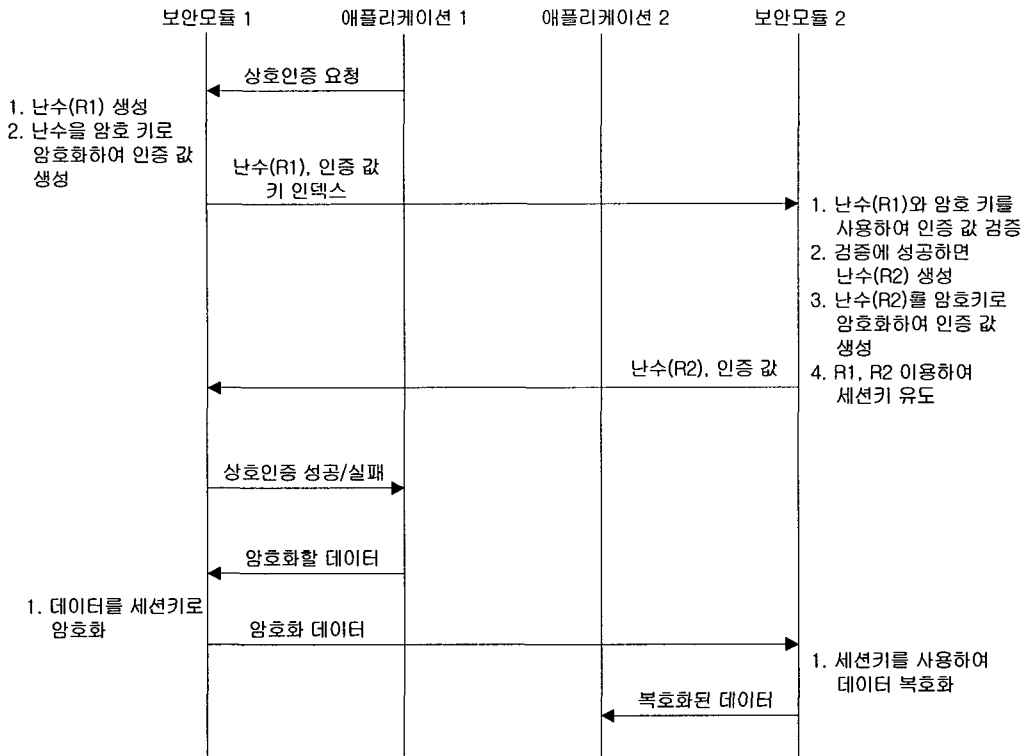 보안모듈 1
애플리케이션 1
애플리케이션 2
보안모듈 2
상호인증 요청
1. 난수(R1) 생성
2. 난수을 암호 키로
암호화하여 인증 값
생성
난수(R1), 인증 값
키 인덱스
1. 난수(R1)와 암호 키를
사용하여 인증 값 검증
2. 검증에 성공하면
난수(R2) 생성
3. 난수(R2)를 암호키로
암호화하여 인증 값
생성
난수(R2), 인증 값
4. R1, R2 이용하여
세션키 유도
상호인증 성공/실패
암호화할 데이터
1. 데이터를 세션키로
암호화
암호화 데이터
1. 세션키를 사용하여
데이터 복호화
복호화된 데이터